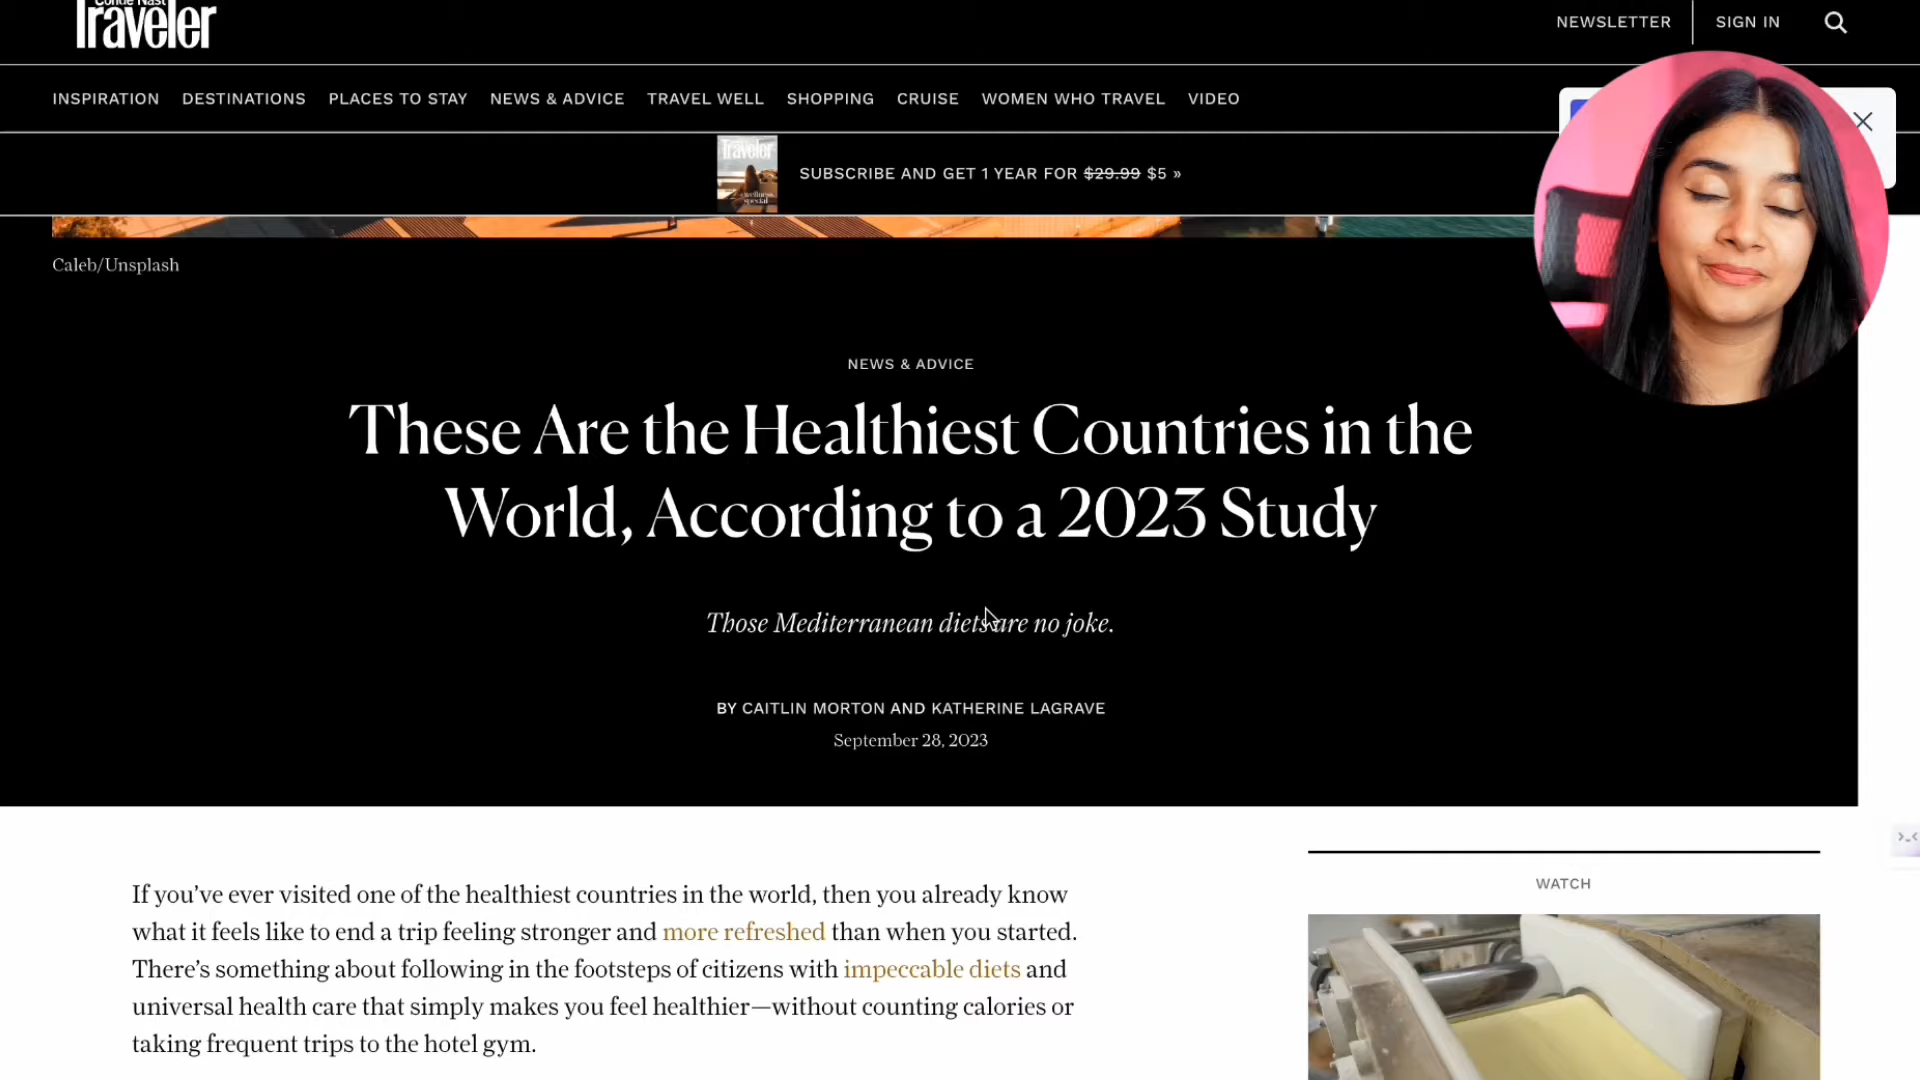 Condé Nast
Traveler
NEWSLETTER
SIGN IN
INSPIRATION
DESTINATIONS
PLACES TO STAY
NEWS & ADVICE
TRAVEL WELL
SHOPPING
CRUISE
WOMEN WHO TRAVEL
VIDEO
Traveler
SUBSCRIBE AND GET 1 YEAR FOR $29.99 $5 »
Caleb/Unsplash
NEWS & ADVICE
These Are the Healthiest Countries in the
World, According to a 2023 Study
Those Mediterranean diets are no joke.
BY CAITLIN MORTON AND KATHERINE LAGRAVE
September 28, 2023
If you’ve ever visited one of the healthiest countries in the world, then you already know
what it feels like to end a trip feeling stronger and more refreshed than when you started.
There’s something about following in the footsteps of citizens with impeccable diets and
universal health care that simply makes you feel healthier—without counting calories or
taking frequent trips to the hotel gym.
WATCH